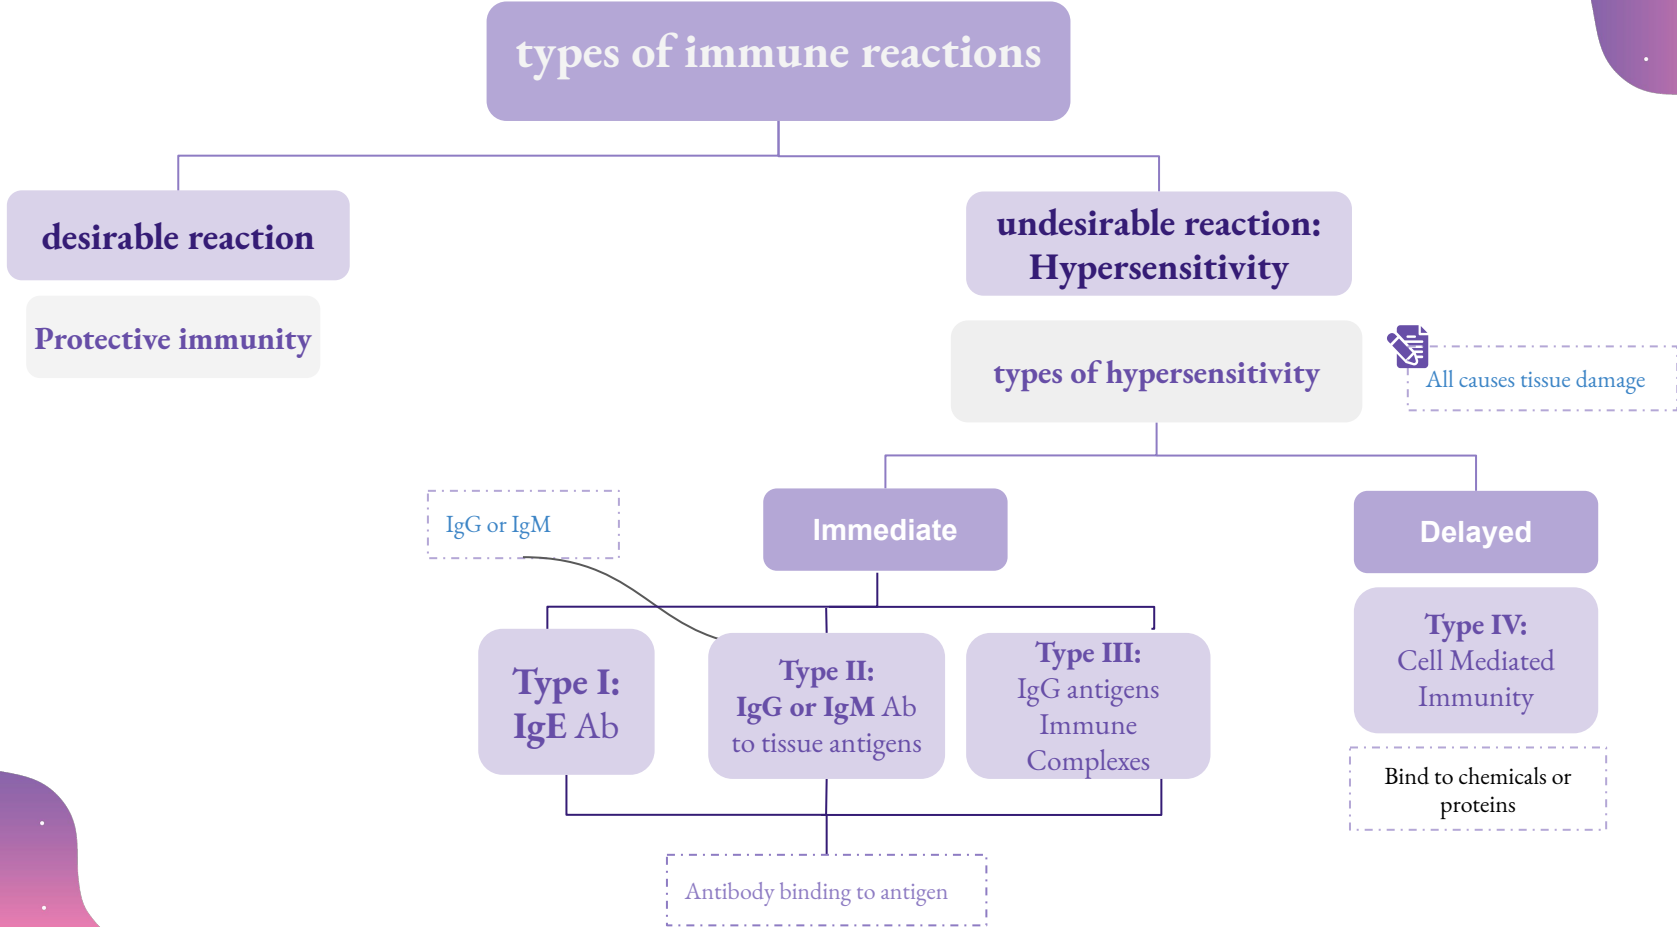 types of immune reactions
desirable reaction
Protective immunity
undesirable reaction:
Hypersensitivity
types of hypersensitivity
All causes tissue damage
Immediate
Delayed
IgG or IgM
Type I:
IgE Ab
Type II:
IgG or IgM Ab
to tissue antigens
Type III:
IgG antigens
Immune
Complexes
Type IV:
Cell Mediated
Immunity
Bind to chemicals or
proteins
Antibody binding to antigen